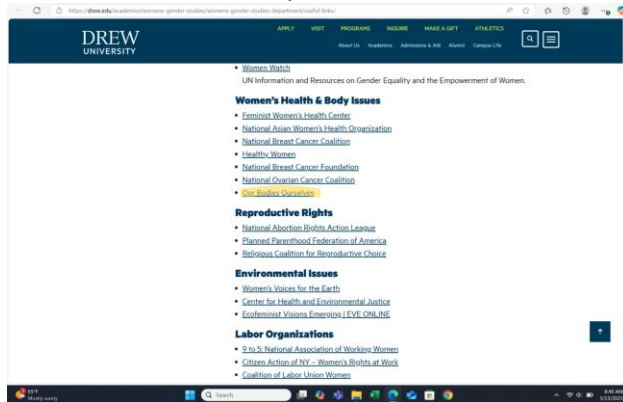 https://drew.edu/academics/womens-gender-studies/womens-gender-studies-department/useful-links/
APPLY VISIT PROGRAMS INQUIRE MAKE A GIFT ATHLETICS
DREW
UNIVERSITY
About Us Academics Admissions & Aid Alumni Campus Life
Women Watch
UN Information and Resources on Gender Equality and the Empowerment of Women.
Women's Health & Body Issues
Feminist Women's Health Center
National Asian Women's Health Organization
National Breast Cancer Coalition
Healthy Women
National Breast Cancer Foundation
National Ovarian Cancer Coalition
Our Bodies Ourselves
Reproductive Rights
National Abortion Rights Action League
Planned Parenthood Federation of America
Religious Coalition for Reproductive Choice
Environmental Issues
Women's Voices for the Earth
Center for Health and Environmental Justice
Ecofeminist Visions Emerging | EVE ONLINE
Labor Organizations
9 to 5: National Association of Working Women
Citizen Action of NY – Women's Rights at Work
Coalition of Labor Union Women
Mostly sunny
Search
8:49 AM